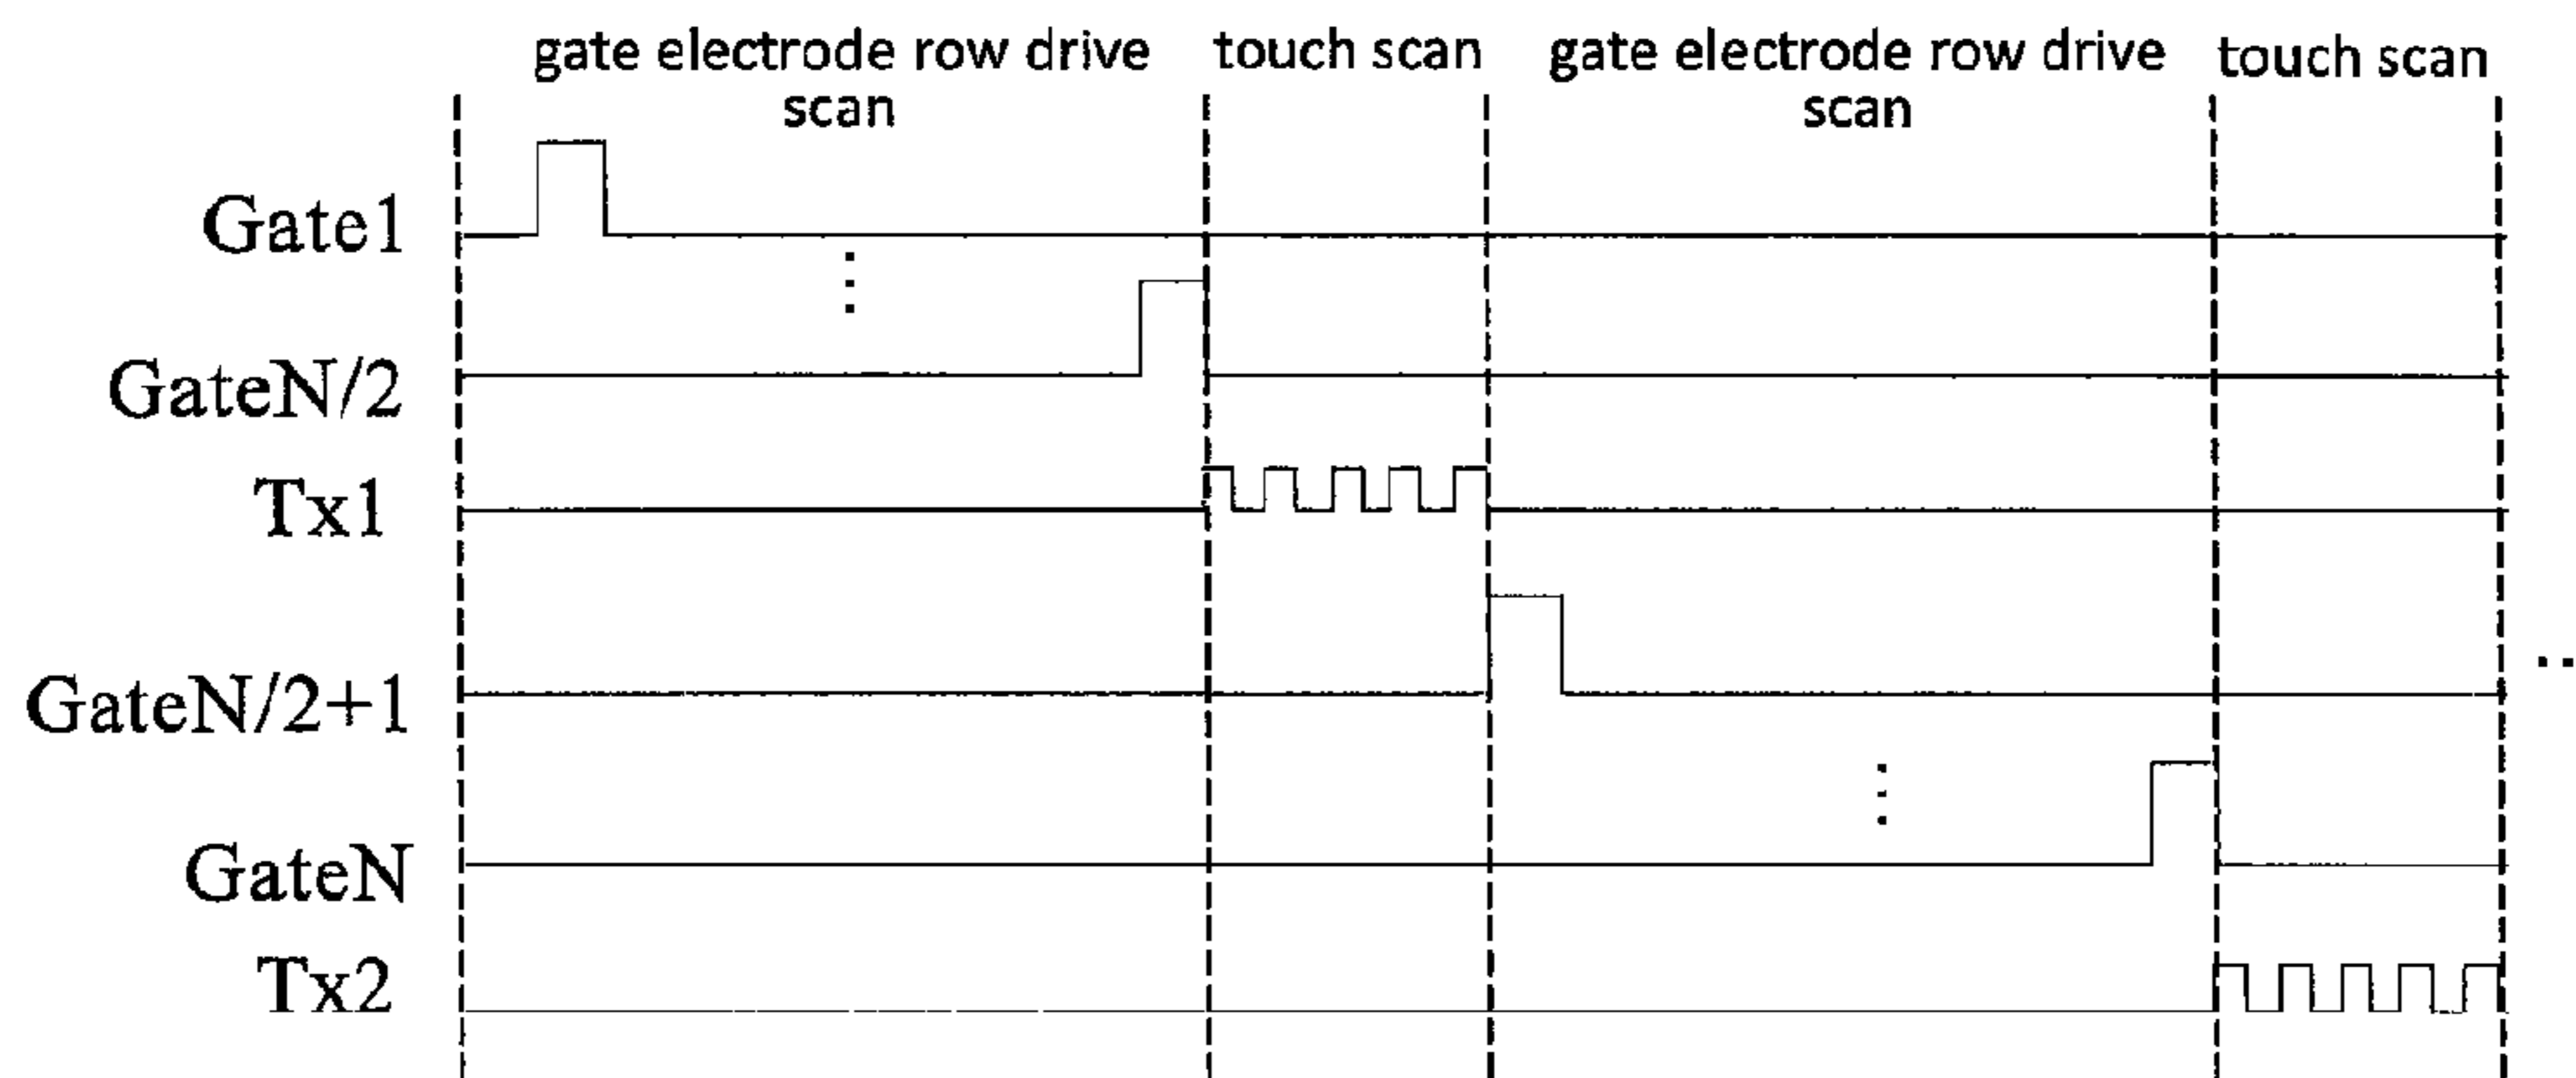 gate electrode row drive
scan
touch scan
gate electrode row drive
scan
touch scan
Gate1
GateN/2
Tx1
GateN/2+1
GateN
Tx2